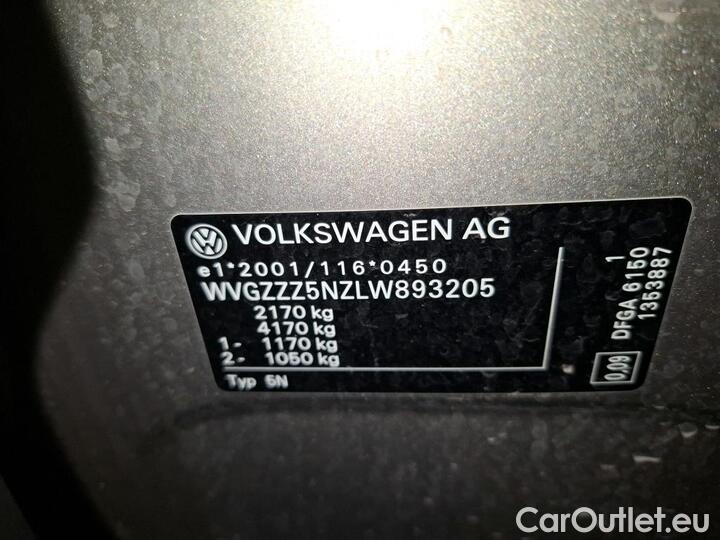 VOLKSWAGEN AG
e1*2001/116*0450
WVGZZZ5NZLW893205
2170 kg
4170 kg
1- 1170 kg
2- 1050 kg
Typ 5N
1
DFGA 6150
1353887
0,09
CarOutlet.eu